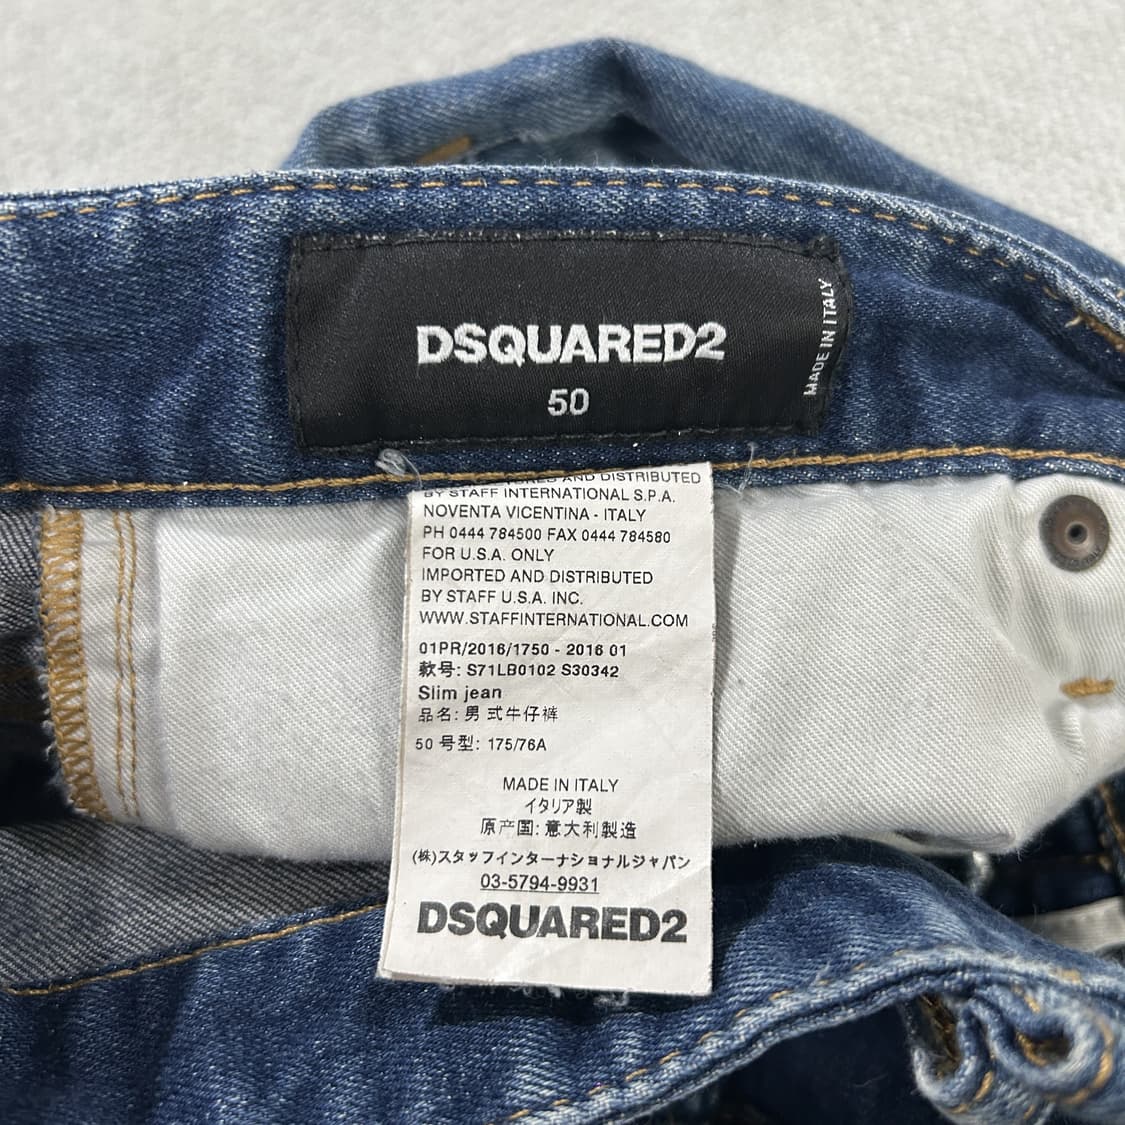 DSQUARED2
50
MADE IN ITALY
AND DISTRIBUTED
BY STAFF INTERNATIONAL S.P.A.
NOVENTA VICENTINA - ITALY
PH 0444 784500 FAX 0444 784580
FOR U.S.A. ONLY
IMPORTED AND DISTRIBUTED
BY STAFF U.S.A. INC.
WWW.STAFFINTERNATIONAL.COM
01PR/2016/1750 - 2016 01
款号: S71LB0102 S30342
Slim jean
品名: 男 式牛仔裤
50 号型: 175/76A
MADE IN ITALY
イタリア製
原产国: 意大利製造
(株)スタッフインターナショナルジャパン
03-5794-9931
DSQUARED2